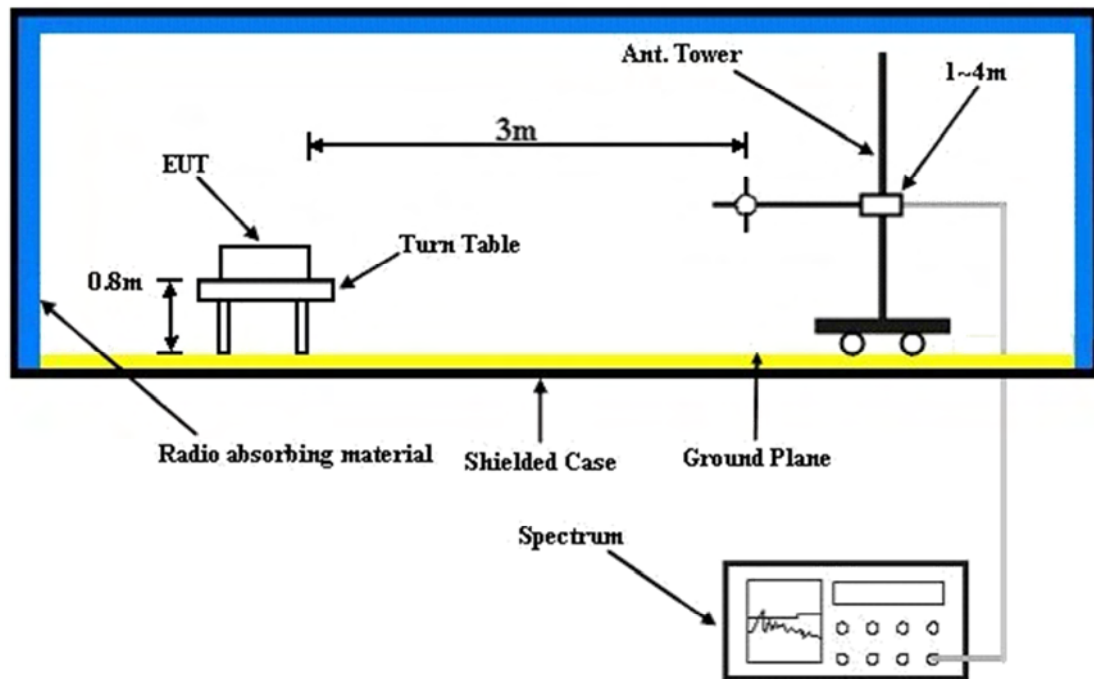 Ant. Tower
1~4m
3m
EUT
Turn Table
0.8m
Radio absorbing material
Shielded Case
Ground Plane
Spectrum